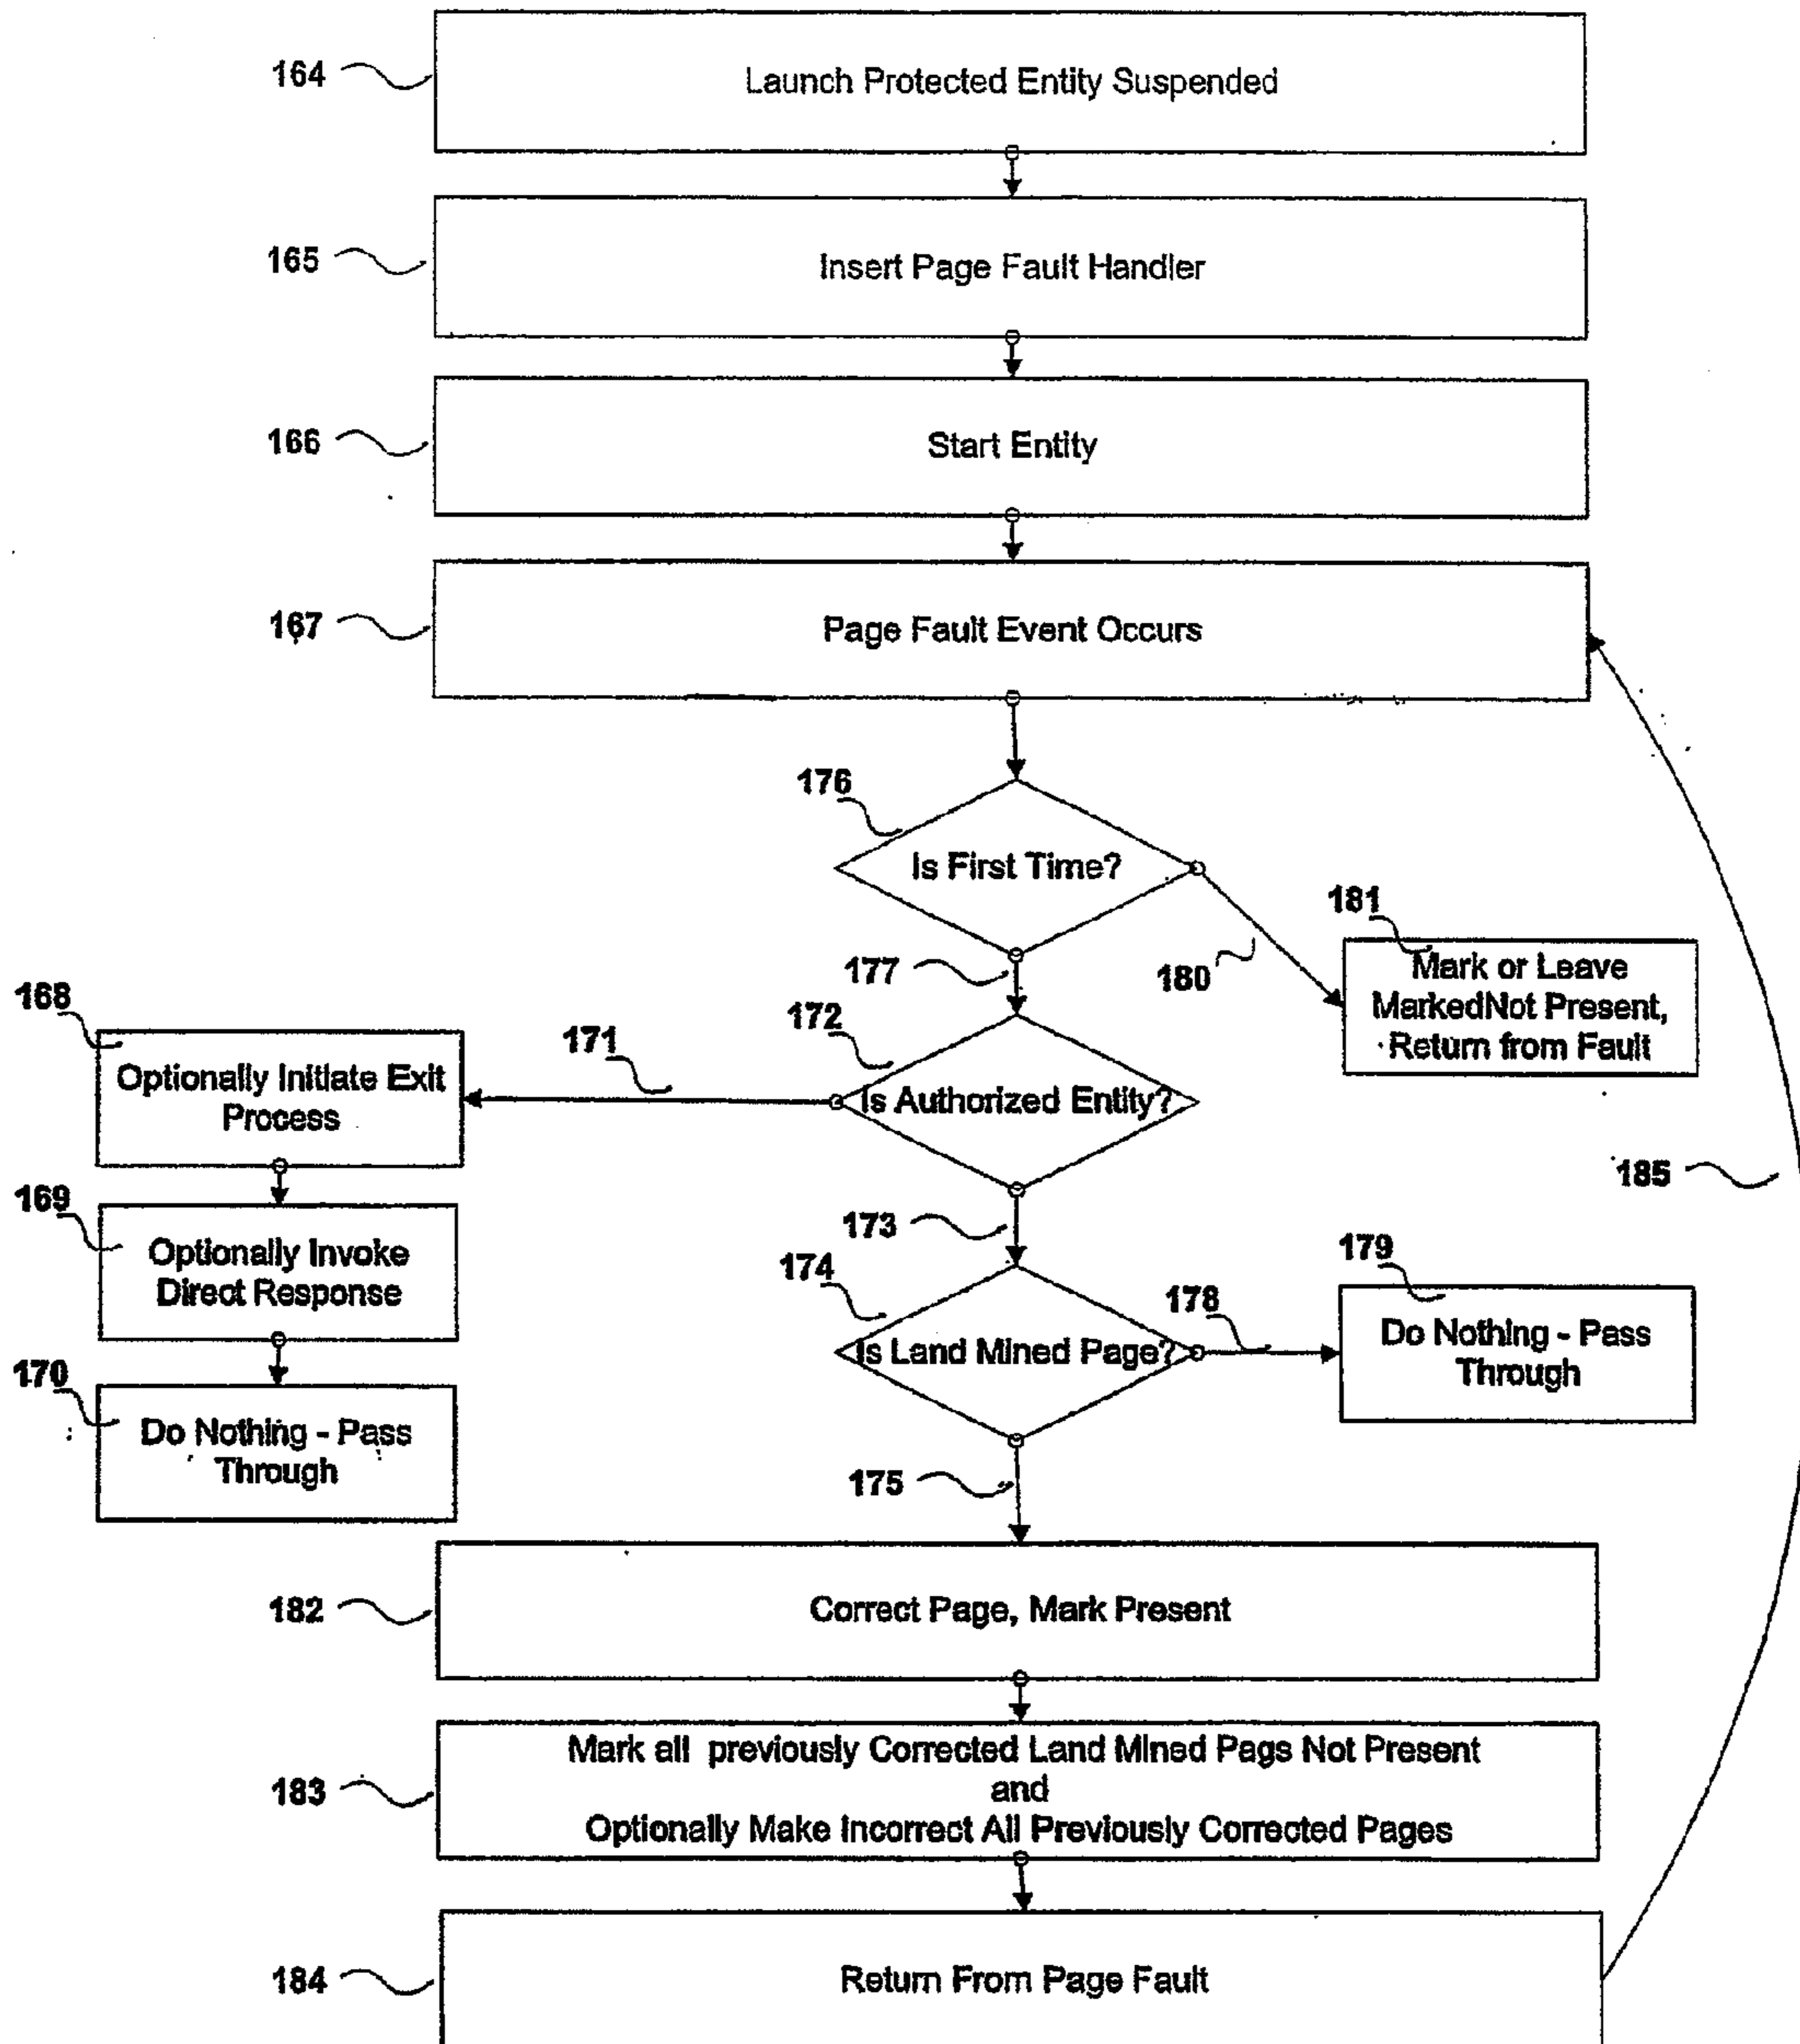 164
Launch Protected Entity Suspended
165
Insert Page Fault Handler
166
Start Entity
167
Page Fault Event Occurs
176
Is First Time?
177
180
181
Mark or Leave
MarkedNot Present,
Return from Fault
168
Optionally Initiate Exit
Process
171
172
Is Authorized Entity?
185
169
Optionally Invoke
Direct Response
173
174
Is Land Mined Page?
178
179
Do Nothing - Pass
Through
170
Do Nothing - Pass
Through
175
182
Correct Page, Mark Present
183
Mark all previously Corrected Land Mined Pags Not Present
and
Optionally Make Incorrect All Previously Corrected Pages
184
Return From Page Fault